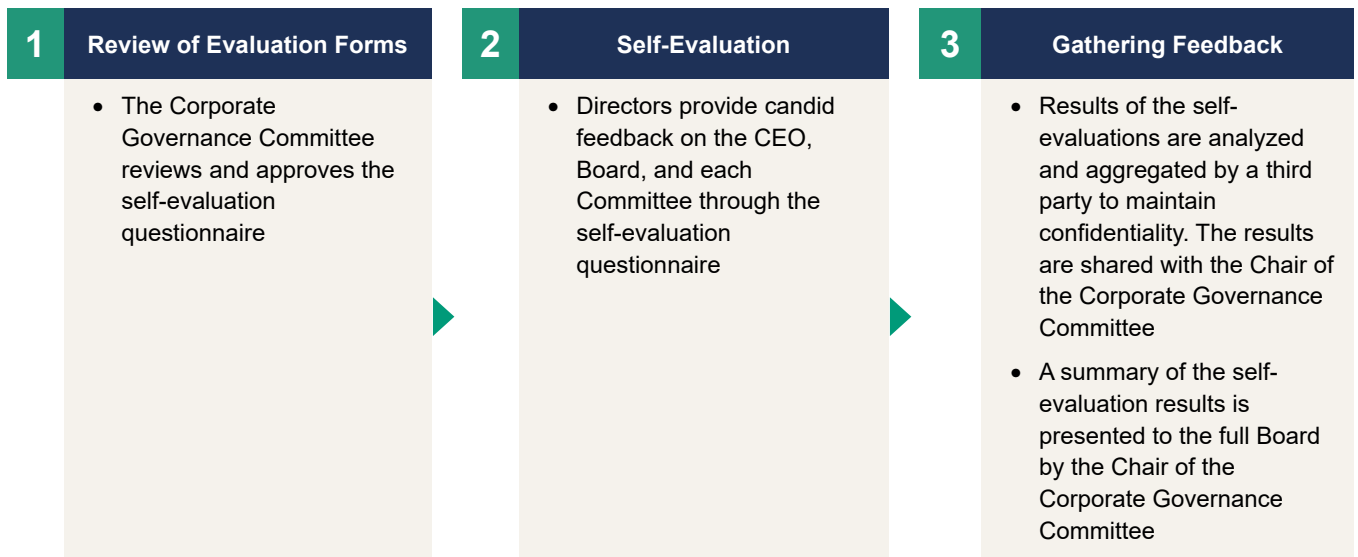 1
Review of Evaluation Forms
• The Corporate
Governance Committee
reviews and approves the
self-evaluation
questionnaire
2
Self-Evaluation
• Directors provide candid
feedback on the CEO,
Board, and each
Committee through the
self-evaluation
questionnaire
3
Gathering Feedback
• Results of the self-
evaluations are analyzed
and aggregated by a third
party to maintain
confidentiality. The results
are shared with the Chair of
the Corporate Governance
Committee
• A summary of the self-
evaluation results is
presented to the full Board
by the Chair of the
Corporate Governance
Committee